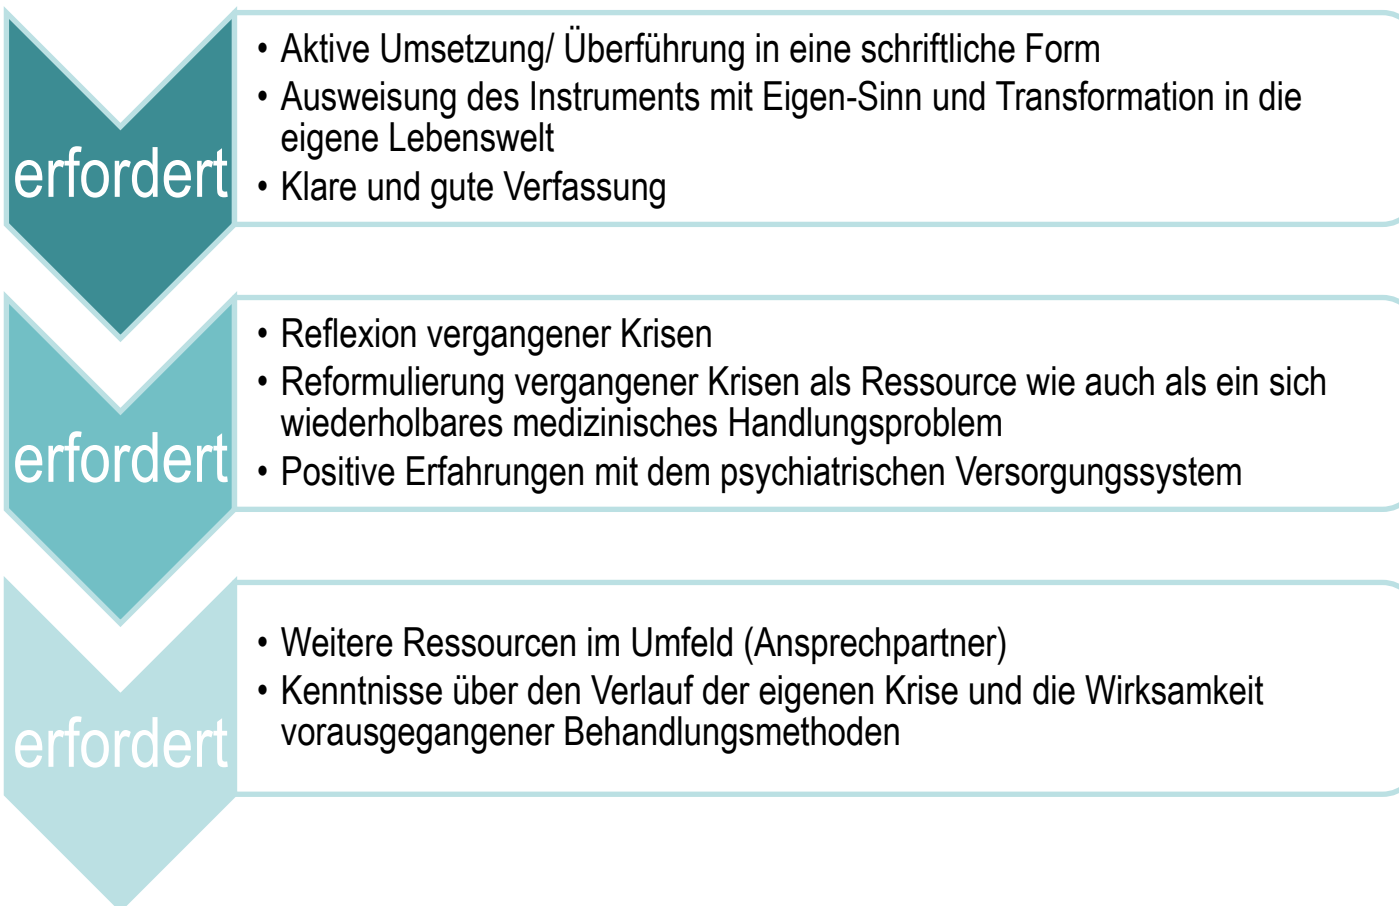 erfordert
• Aktive Umsetzung/ Überführung in eine schriftliche Form
• Ausweisung des Instruments mit Eigen-Sinn und Transformation in die
eigene Lebenswelt
• Klare und gute Verfassung
erfordert
• Reflexion vergangener Krisen
• Reformulierung vergangener Krisen als Ressource wie auch als ein sich
wiederholbares medizinisches Handlungsproblem
• Positive Erfahrungen mit dem psychiatrischen Versorgungssystem
erfordert
• Weitere Ressourcen im Umfeld (Ansprechpartner)
• Kenntnisse über den Verlauf der eigenen Krise und die Wirksamkeit
vorausgegangener Behandlungsmethoden